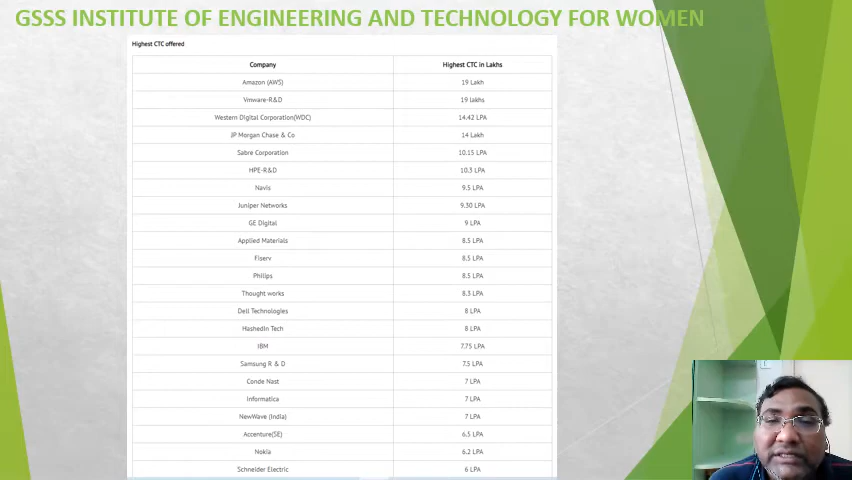 GSSS INSTITUTE OF ENGINEERING AND TECHNOLOGY FOR WOMEN
Highest CTC offered
Company Highest CTC in Lakhs
Amazon (AWS) 19 Lakh
Vmware-R&D 19 lakhs
Western Digital Corporation(WDC) 14.42 LPA
JP Morgan Chase & Co 14 Lakh
Sabre Corporation 10.15 LPA
HPE-R&D 10.3 LPA
Navis 9.5 LPA
Juniper Networks 9.30 LPA
GE Digital 9 LPA
Applied Materials 8.5 LPA
Fiserv 8.5 LPA
Philips 8.5 LPA
Thought works 8.3 LPA
Dell Technologies 8 LPA
HashedIn Tech 8 LPA
IBM 7.75 LPA
Samsung R & D 7.5 LPA
Conde Nast 7 LPA
Informatica 7 LPA
NewWave (India) 7 LPA
Accenture(SE) 6.5 LPA
Nokia 6.2 LPA
Schneider Electric 6 LPA